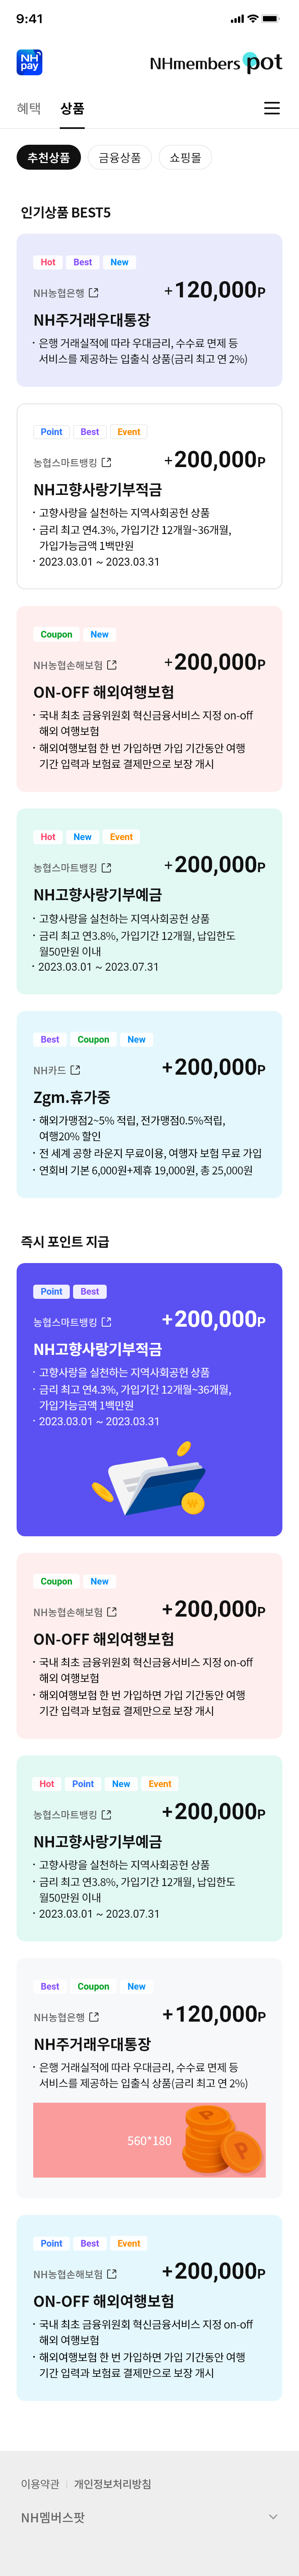 9:41
NH
pay
NHmembers pot
혜택
상품
추천상품
금융상품
쇼핑몰
인기상품 BEST5
Hot Best New
NH농협은행
+120,000P
NH주거래우대통장
· 은행 거래실적에 따라 우대금리, 수수료 면제 등
서비스를 제공하는 입출식 상품(금리 최고 연 2%)
Point Best Event
농협스마트뱅킹
+200,000P
NH고향사랑기부적금
· 고향사랑을 실천하는 지역사회공헌 상품
· 금리 최고 연4.3%, 가입기간 12개월~36개월,
가입가능금액 1백만원
· 2023.03.01 ~ 2023.03.31
Coupon New
NH농협손해보험
+200,000P
ON-OFF 해외여행보험
· 국내 최초 금융위원회 혁신금융서비스 지정 on-off
해외 여행보험
· 해외여행보험 한 번 가입하면 가입 기간동안 여행
기간 입력과 보험료 결제만으로 보장 개시
Hot New Event
농협스마트뱅킹
+200,000P
NH고향사랑기부예금
· 고향사랑을 실천하는 지역사회공헌 상품
· 금리 최고 연3.8%, 가입기간 12개월, 납입한도
월50만원 이내
· 2023.03.01 ~ 2023.07.31
Best Coupon New
NH카드
+200,000P
Zgm.휴가중
· 해외가맹점2~5% 적립, 전가맹점0.5%적립,
여행20% 할인
· 전 세계 공항 라운지 무료이용, 여행자 보험 무료 가입
· 연회비 기본 6,000원+제휴 19,000원, 총 25,000원
즉시 포인트 지급
Point Best
농협스마트뱅킹
+200,000P
NH고향사랑기부적금
· 고향사랑을 실천하는 지역사회공헌 상품
· 금리 최고 연4.3%, 가입기간 12개월~36개월,
가입가능금액 1백만원
· 2023.03.01 ~ 2023.03.31
Coupon New
NH농협손해보험
+200,000P
ON-OFF 해외여행보험
· 국내 최초 금융위원회 혁신금융서비스 지정 on-off
해외 여행보험
· 해외여행보험 한 번 가입하면 가입 기간동안 여행
기간 입력과 보험료 결제만으로 보장 개시
Hot Point New Event
농협스마트뱅킹
+200,000P
NH고향사랑기부예금
· 고향사랑을 실천하는 지역사회공헌 상품
· 금리 최고 연3.8%, 가입기간 12개월, 납입한도
월50만원 이내
· 2023.03.01 ~ 2023.07.31
Best Coupon New
NH농협은행
+120,000P
NH주거래우대통장
· 은행 거래실적에 따라 우대금리, 수수료 면제 등
서비스를 제공하는 입출식 상품(금리 최고 연 2%)
560*180
P
P
Point Best Event
NH농협손해보험
+200,000P
ON-OFF 해외여행보험
· 국내 최초 금융위원회 혁신금융서비스 지정 on-off
해외 여행보험
· 해외여행보험 한 번 가입하면 가입 기간동안 여행
기간 입력과 보험료 결제만으로 보장 개시
이용약관 | 개인정보처리방침
NH멤버스팟